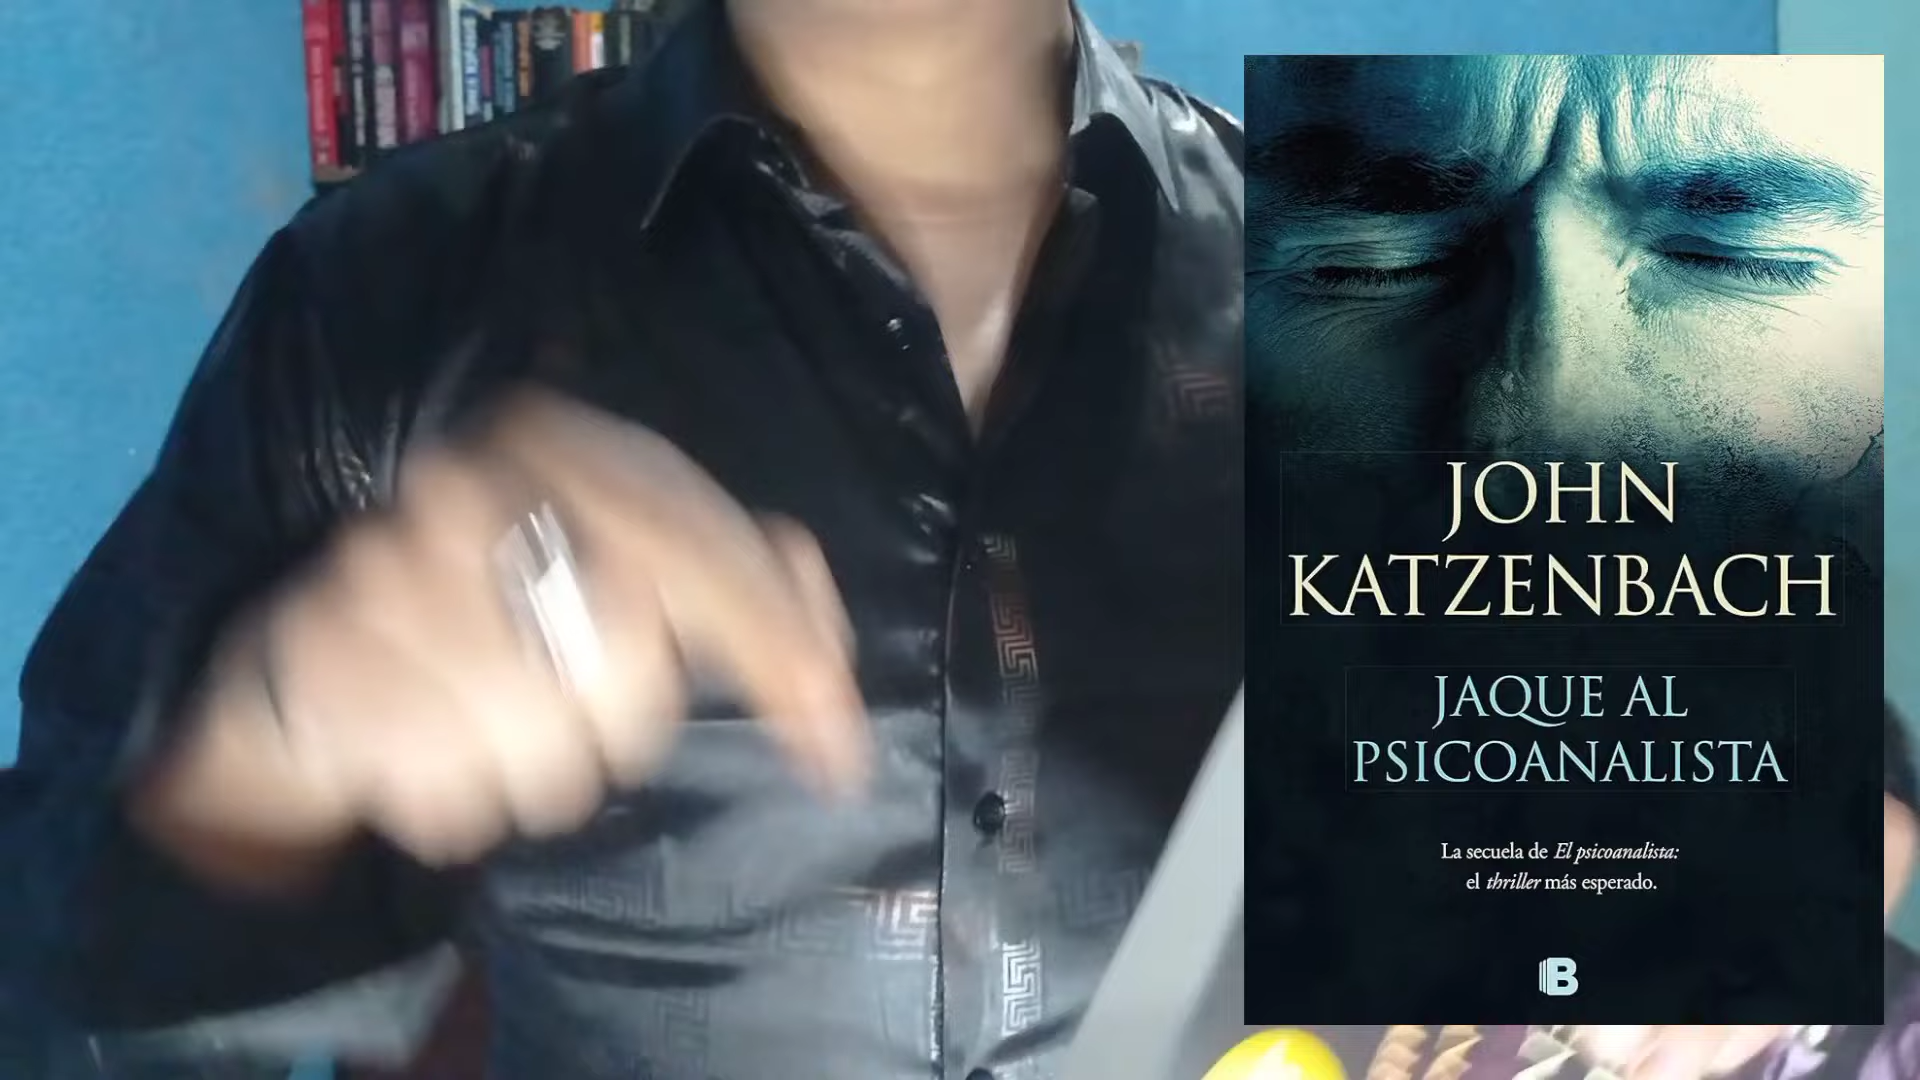 JOHN
KATZENBACH
JAQUE AL
PSICOANALISTA
La secuela de El psicoanalista:
el thriller más esperado.
B